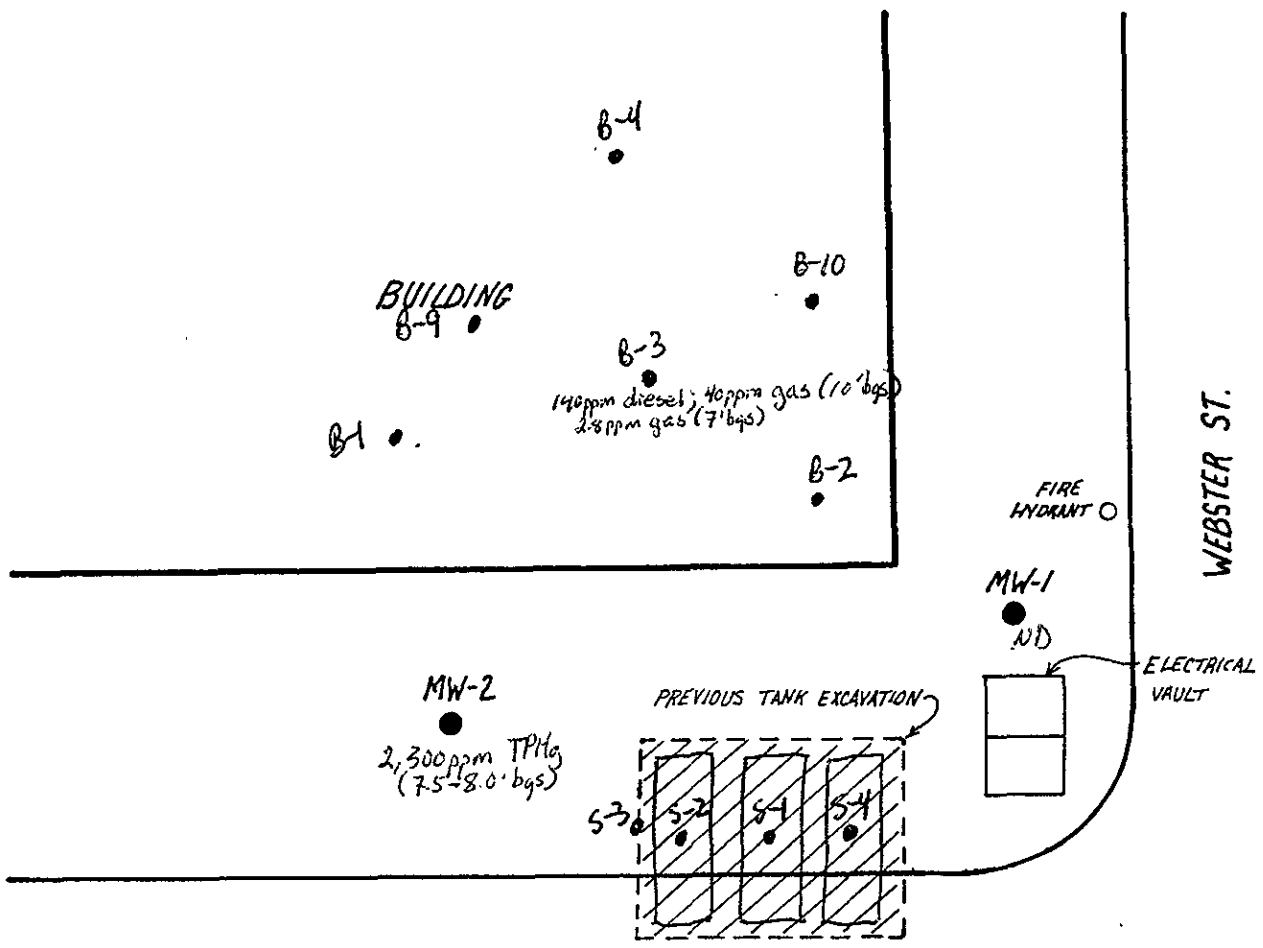 B-4
B-10
BUILDING
B-9
B-3
140ppm diesel; 40ppm gas (10' bgs)
2.8ppm gas (7' bgs)
B-1
B-2
FIRE
HYDRANT
WEBSTER ST.
MW-1
ND
ELECTRICAL
VAULT
MW-2
2,300ppm TPHg
(7.5-8.0' bgs)
PREVIOUS TANK EXCAVATION
S-3
S-2
S-1
S-4